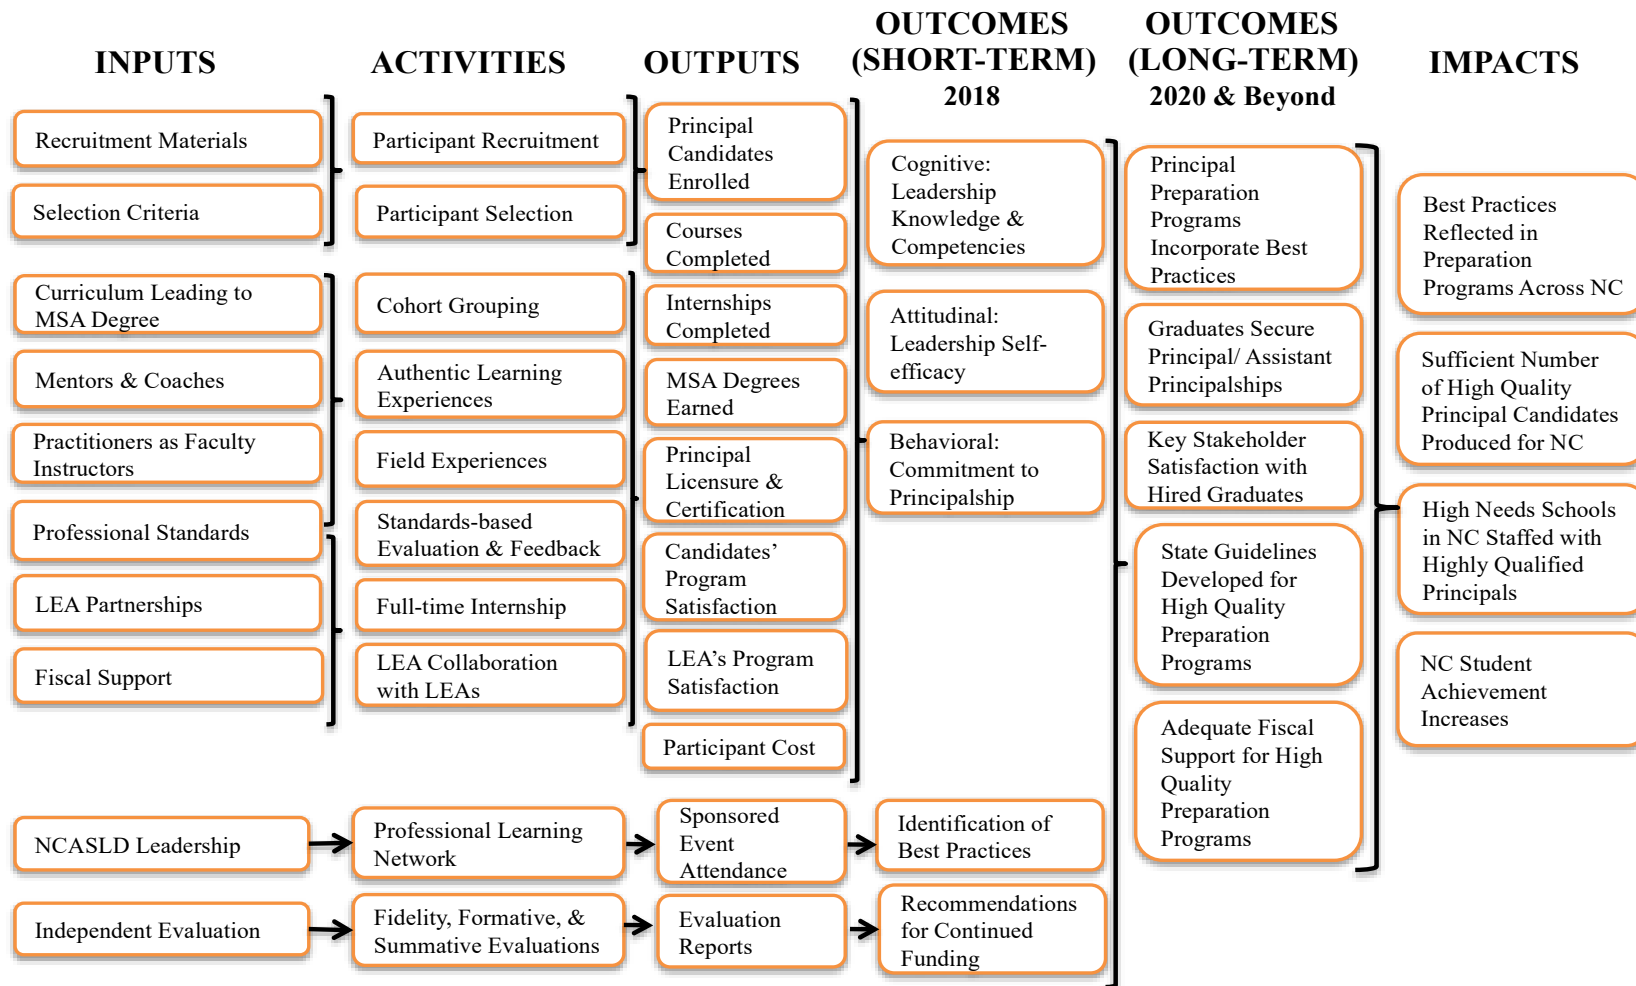 INPUTS
ACTIVITIES
OUTPUTS
OUTCOMES
(SHORT-TERM)
2018
OUTCOMES
(LONG-TERM)
2020 & Beyond
IMPACTS
Recruitment Materials
Selection Criteria
Curriculum Leading to
MSA Degree
Mentors & Coaches
Practitioners as Faculty
Instructors
Professional Standards
LEA Partnerships
Fiscal Support
NCASLD Leadership
Independent Evaluation
Participant Recruitment
Participant Selection
Cohort Grouping
Authentic Learning
Experiences
Field Experiences
Standards-based
Evaluation & Feedback
Full-time Internship
LEA Collaboration
with LEAs
Professional Learning
Network
Fidelity, Formative, &
Summative Evaluations
Principal
Candidates
Enrolled
Courses
Completed
Internships
Completed
MSA Degrees
Earned
Principal
Licensure &
Certification
Candidates’
Program
Satisfaction
LEA’s Program
Satisfaction
Participant Cost
Sponsored
Event
Attendance
Evaluation
Reports
Cognitive:
Leadership
Knowledge &
Competencies
Attitudinal:
Leadership Self-
efficacy
Behavioral:
Commitment to
Principalship
Identification of
Best Practices
Recommendations
for Continued
Funding
Principal
Preparation
Programs
Incorporate Best
Practices
Graduates Secure
Principal/ Assistant
Principalships
Key Stakeholder
Satisfaction with
Hired Graduates
State Guidelines
Developed for
High Quality
Preparation
Programs
Adequate Fiscal
Support for High
Quality
Preparation
Programs
Best Practices
Reflected in
Preparation
Programs Across NC
Sufficient Number
of High Quality
Principal Candidates
Produced for NC
High Needs Schools
in NC Staffed with
Highly Qualified
Principals
NC Student
Achievement
Increases